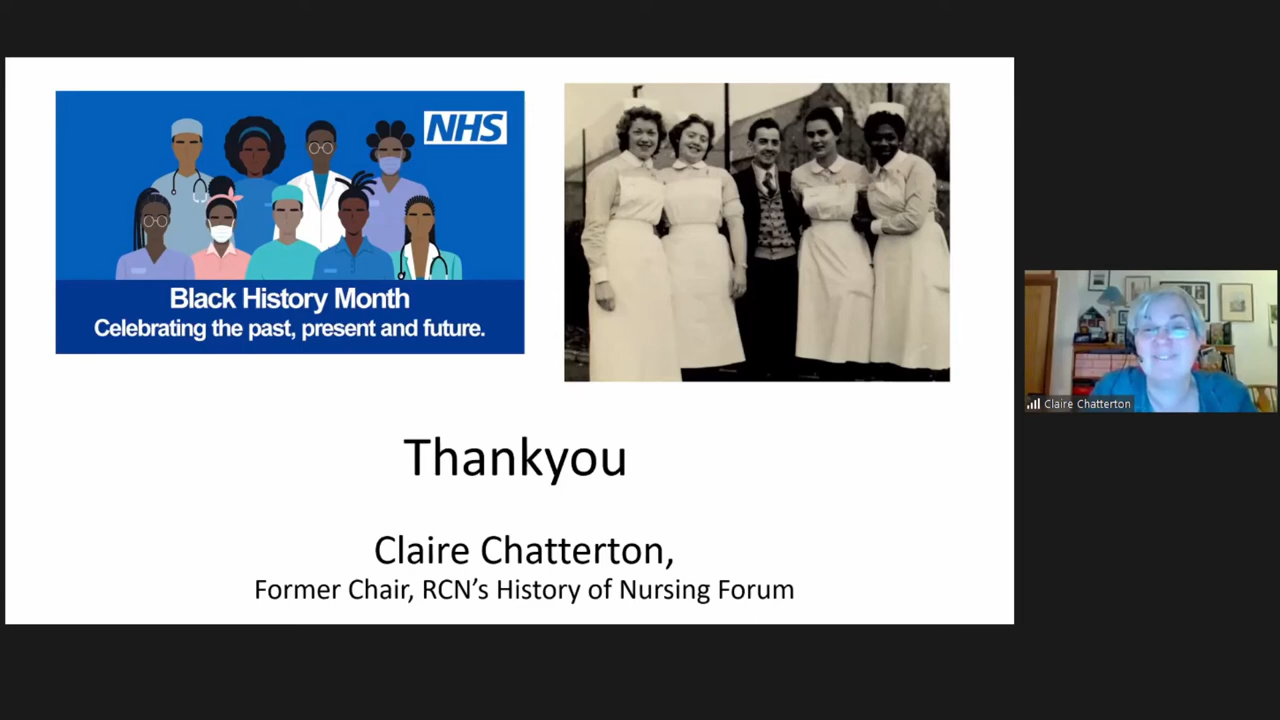 NHS
Black History Month
Celebrating the past, present and future.
Thankyou
Claire Chatterton,
Former Chair, RCN's History of Nursing Forum
Claire Chatterton